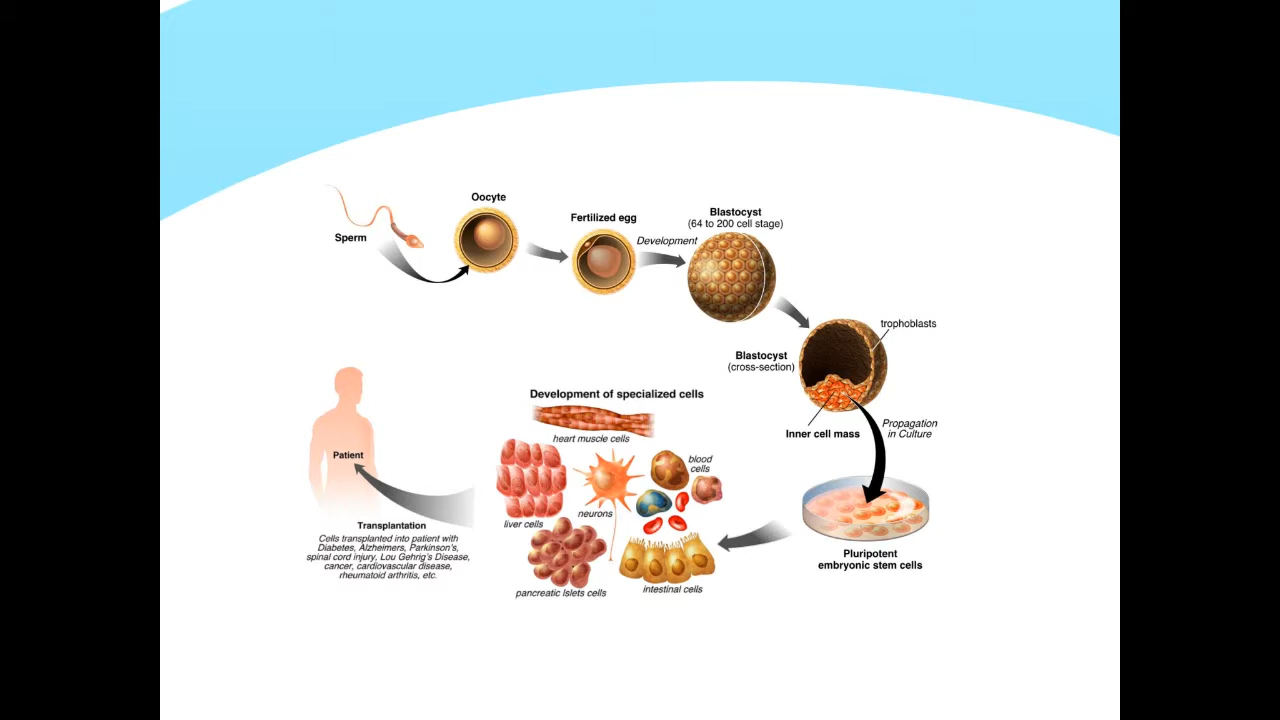 Oocyte
Sperm
Fertilized egg
Development
Blastocyst
(64 to 200 cell stage)
trophoblasts
Blastocyst
(cross-section)
Inner cell mass
Propagation
in Culture
Pluripotent
embryonic stem cells
Development of specialized cells
heart muscle cells
blood
cells
liver cells
neurons
pancreatic Islets cells
intestinal cells
Patient
Transplantation
Cells transplanted into patient with
Diabetes, Alzheimers, Parkinson's,
spinal cord injury, Lou Gehrig's Disease,
cancer, cardiovascular disease,
rheumatoid arthritis, etc.